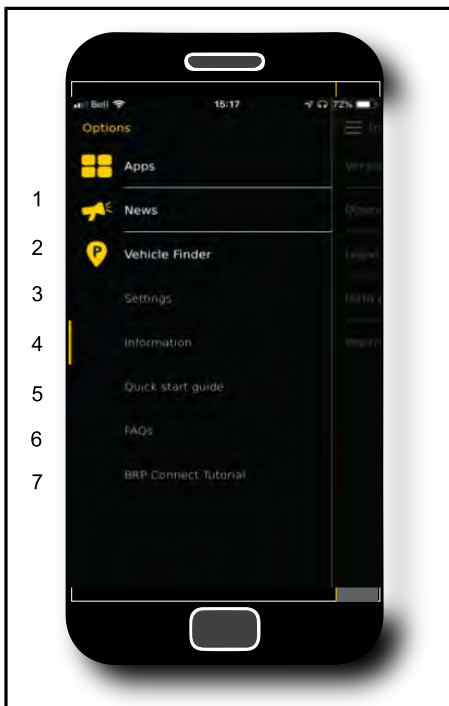 Bell 15:17 72%
Options
Apps
1
News
2
Vehicle Finder
3
Settings
4
Information
5
Quick start guide
6
FAQs
7
BRP Connect Tutorial